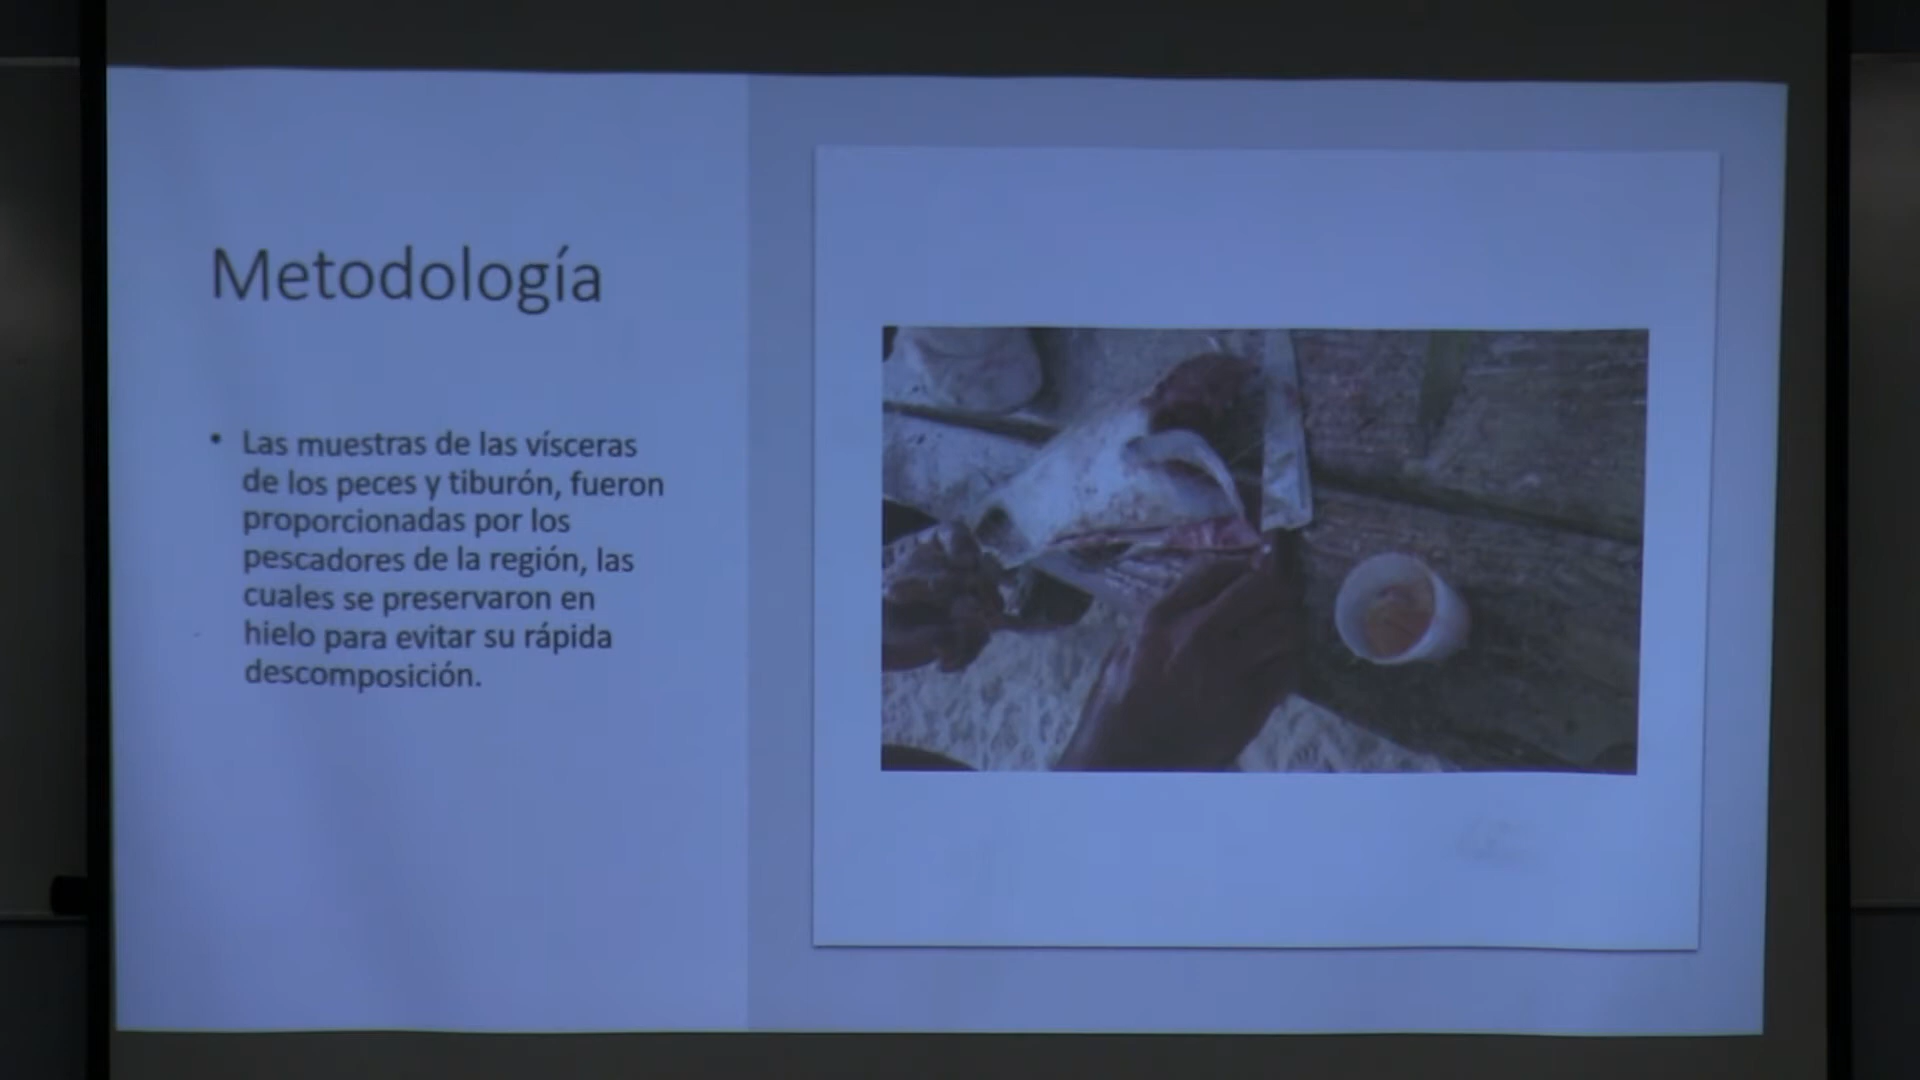 Metodología
• Las muestras de las vísceras
de los peces y tiburón, fueron
proporcionadas por los
pescadores de la región, las
cuales se preservaron en
hielo para evitar su rápida
descomposición.